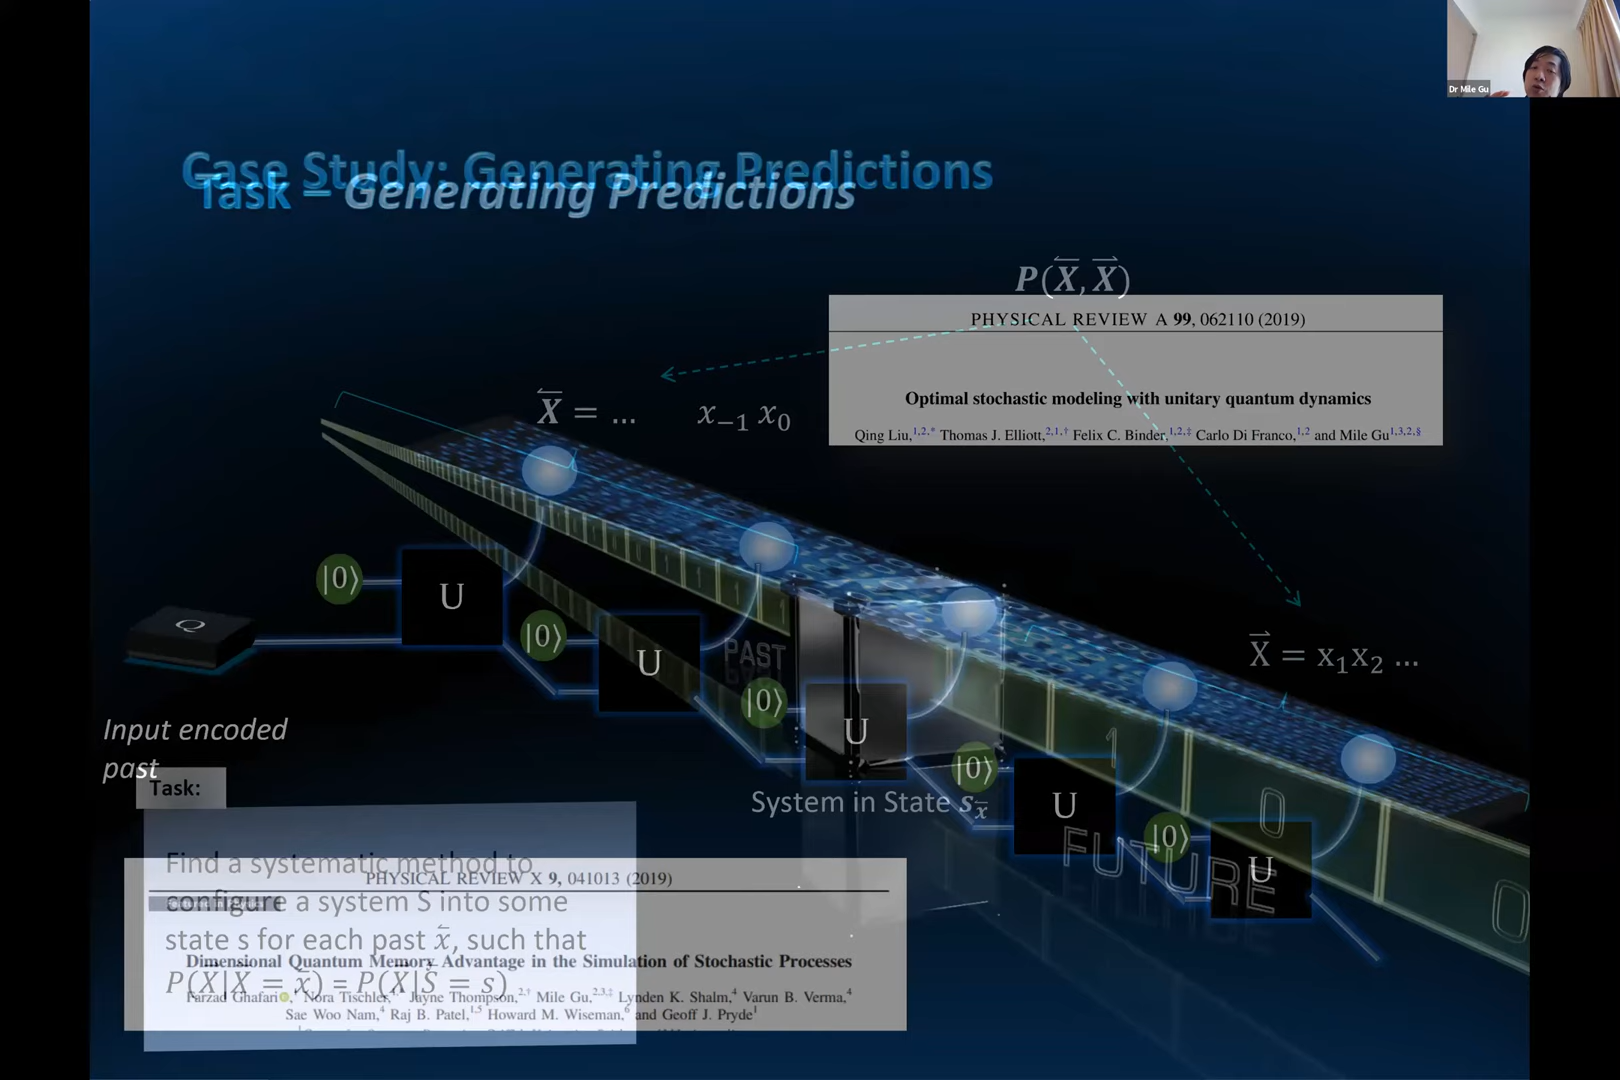 Dr Mile Gu
Case Study: Generating Predictions
Task – Generating Predictions
P(X⃖, X⃗)
PHYSICAL REVIEW A 99, 062110 (2019)
Optimal stochastic modeling with unitary quantum dynamics
Qing Liu,1,2,* Thomas J. Elliott,2,1,† Felix C. Binder,1,2,‡ Carlo Di Franco,1,2 and Mile Gu1,3,2,§
X⃖ = … x₋₁ x₀
|0⟩
U
Q
|0⟩
U
PAST
|0⟩
U
X⃗ = x₁x₂ …
Input encoded
past
System in State s_x⃖
|0⟩
U
1
0
0
FUTURE
|0⟩
U
Task:
Find a systematic method to
configure a system S into some
state s for each past x⃖, such that
P(X⃗|X⃖ = x⃖) = P(X⃗|S = s)
PHYSICAL REVIEW X 9, 041013 (2019)
Dimensional Quantum Memory Advantage in the Simulation of Stochastic Processes
Farzad Ghafari, Nora Tischler, Jayne Thompson,2,† Mile Gu,2,3,‡ Lynden K. Shalm,4 Varun B. Verma,4
Sae Woo Nam,4 Raj B. Patel,1,5 Howard M. Wiseman,6 and Geoff J. Pryde1